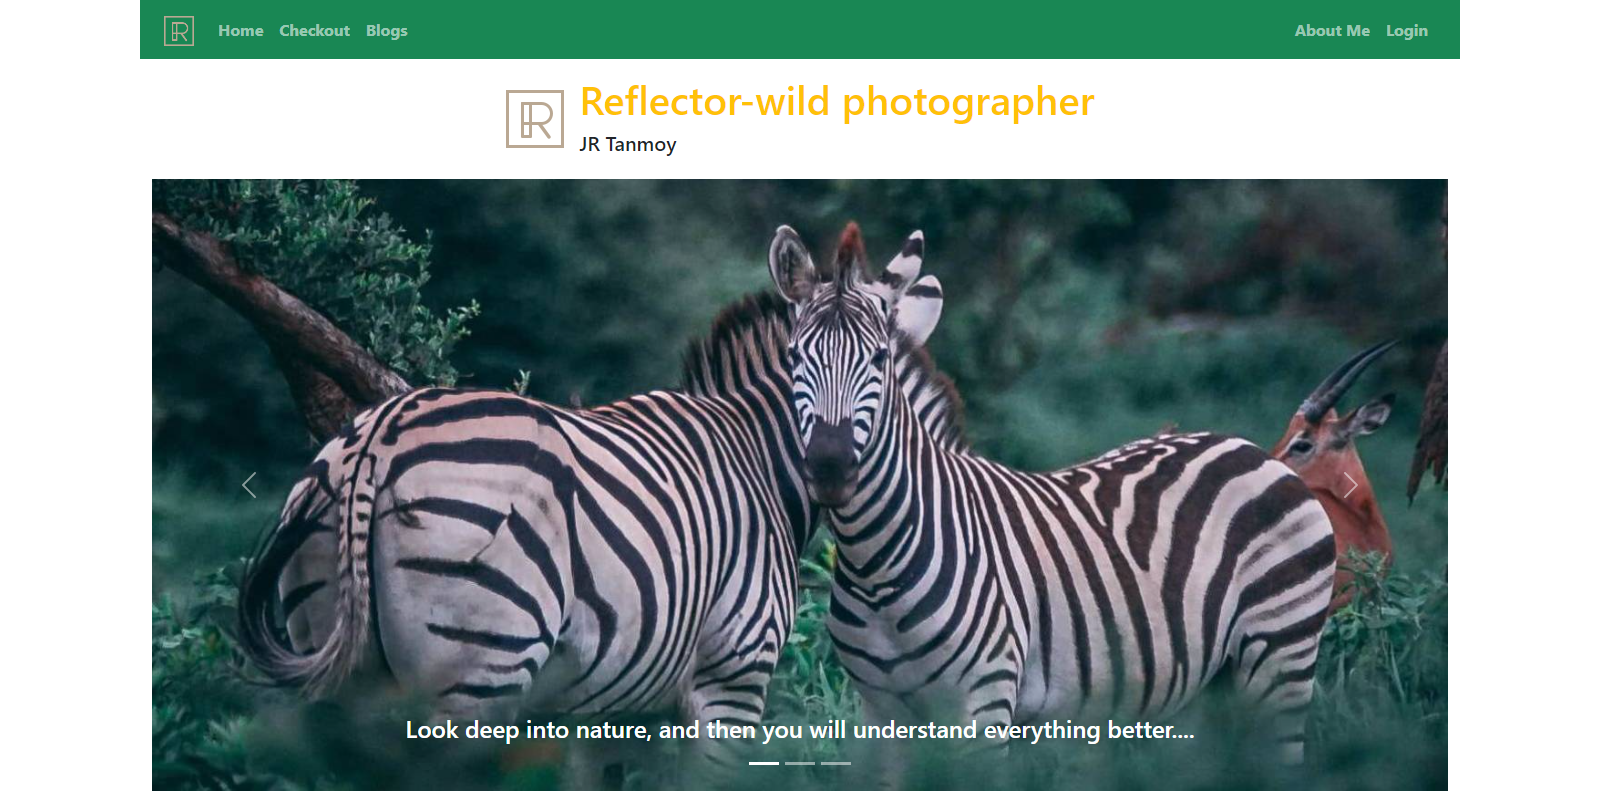 R Home Checkout Blogs About Me Login
R Reflector-wild photographer
JR Tanmoy
Look deep into nature, and then you will understand everything better....